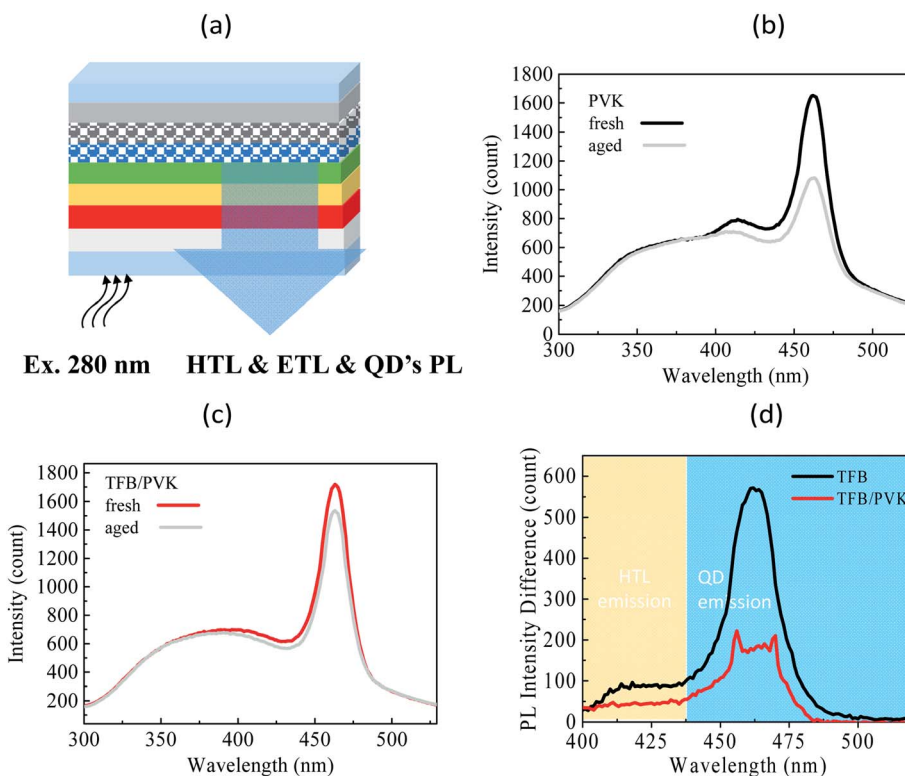 (a)
Ex. 280 nm HTL & ETL & QD's PL
(b)
1800
1600
1400
1200
1000
800
600
400
200
0
Intensity (count)
PVK
fresh
aged
300 350 400 450 500
Wavelength (nm)
(c)
1800
1600
1400
1200
1000
800
600
400
200
Intensity (count)
TFB/PVK
fresh
aged
300 350 400 450 500
Wavelength (nm)
(d)
600
500
400
300
200
100
0
PL Intensity Difference (count)
TFB
TFB/PVK
HTL
emission
QD
emission
400 425 450 475 500
Wavelength (nm)